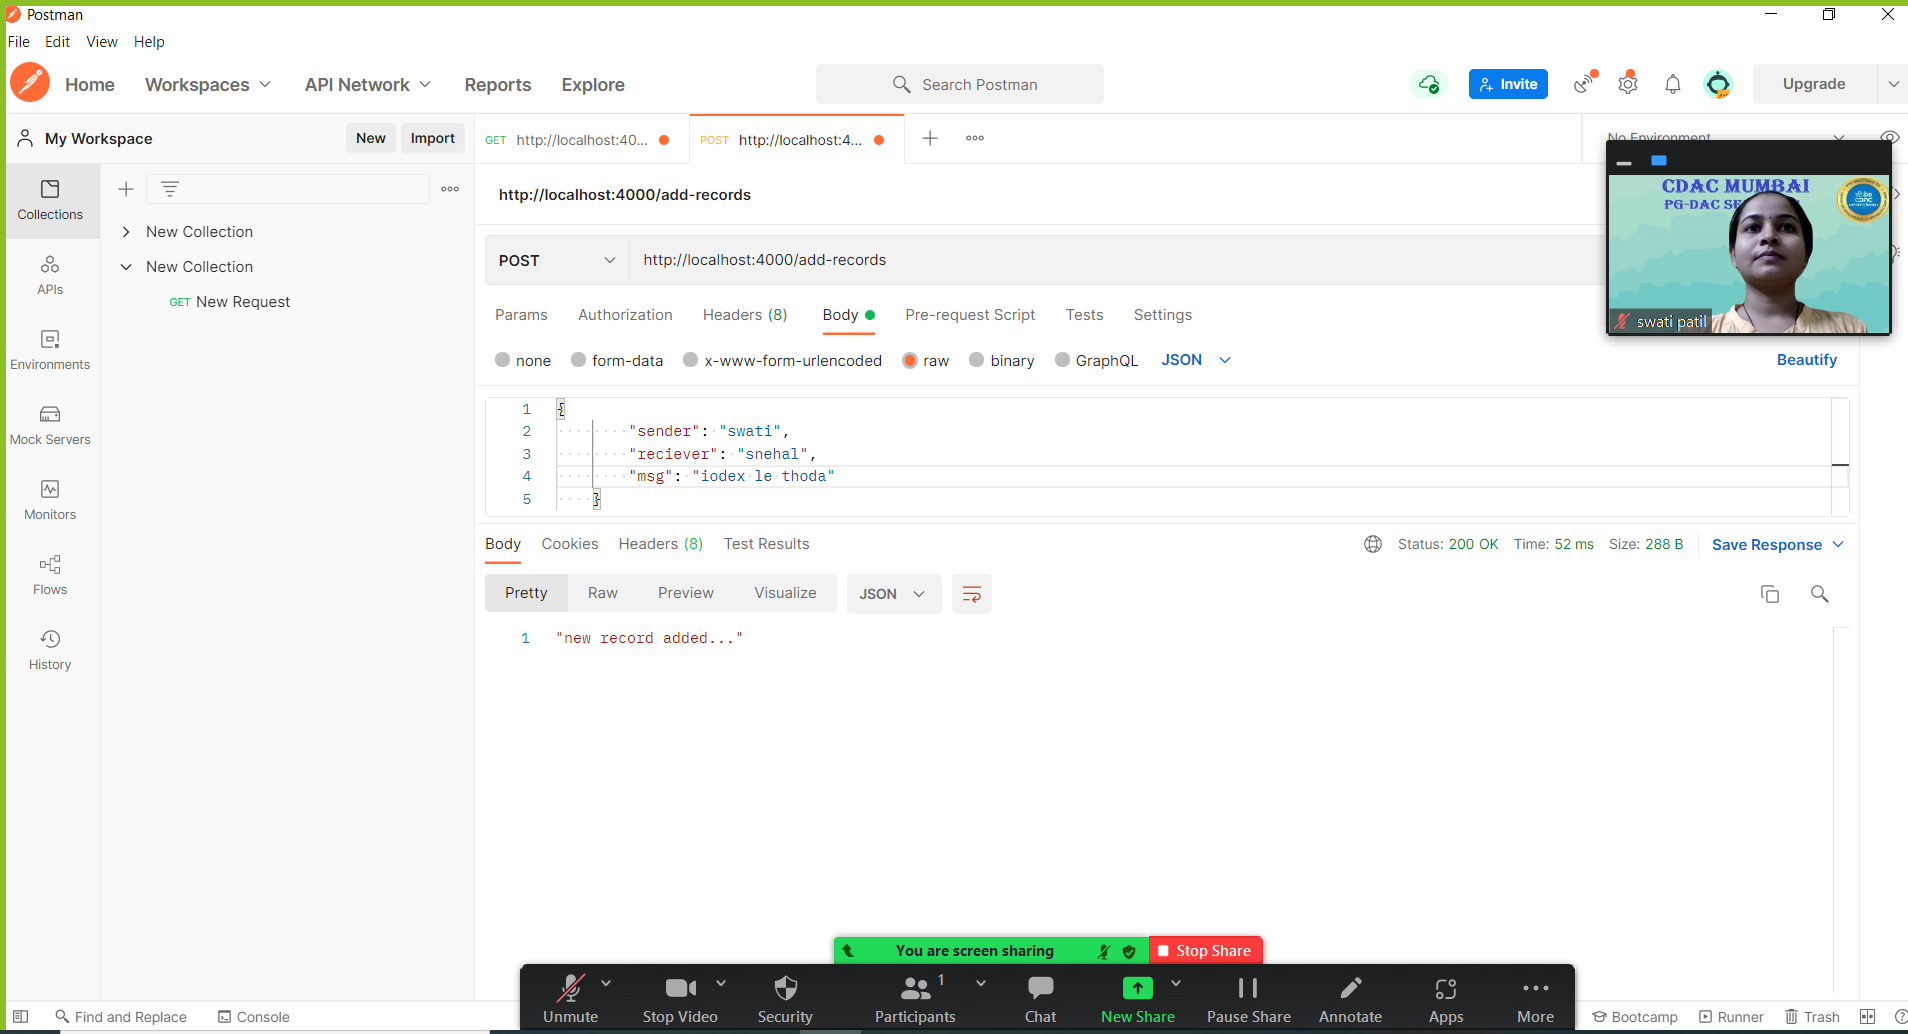 Postman
File Edit View Help
Home Workspaces API Network Reports Explore Search Postman Invite Upgrade
My Workspace New Import GET http://localhost:40... POST http://localhost:4... No Environment
Collections
APIs
Environments
Mock Servers
Monitors
Flows
History
New Collection
New Collection
GET New Request
http://localhost:4000/add-records
POST http://localhost:4000/add-records
Params Authorization Headers (8) Body Pre-request Script Tests Settings
none form-data x-www-form-urlencoded raw binary GraphQL JSON Beautify
1 {
2 "sender": "swati",
3 "reciever": "snehal",
4 "msg": "iodex le thoda"
5 }
Body Cookies Headers (8) Test Results Status: 200 OK Time: 52 ms Size: 288 B Save Response
Pretty Raw Preview Visualize JSON
1 "new record added..."
CDAC MUMBAI
PG-DAC
swati patil
You are screen sharing Stop Share
1
Unmute Stop Video Security Participants Chat New Share Pause Share Annotate Apps More
Find and Replace Console Bootcamp Runner Trash